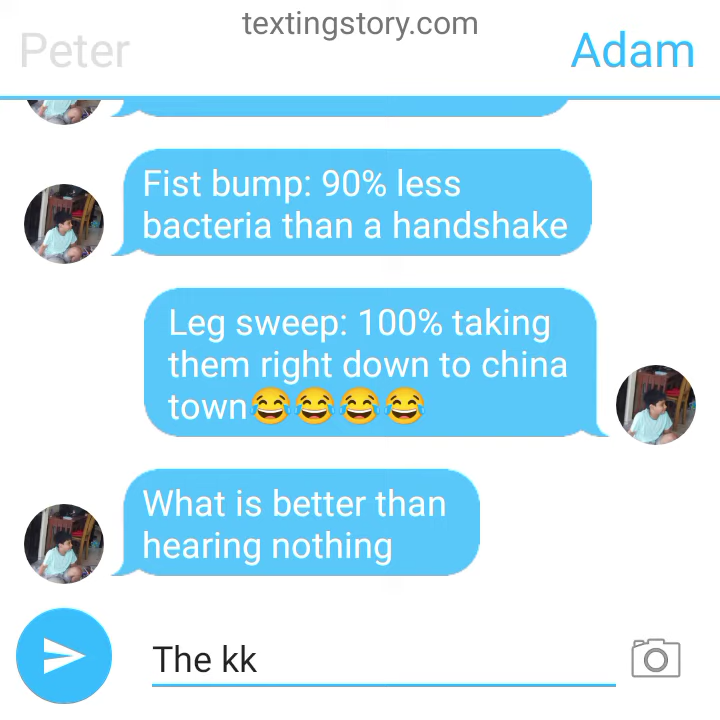 textingstory.com
Peter
Adam
Fist bump: 90% less
bacteria than a handshake
Leg sweep: 100% taking
them right down to china
town😂😂😂😂
What is better than
hearing nothing
The kk